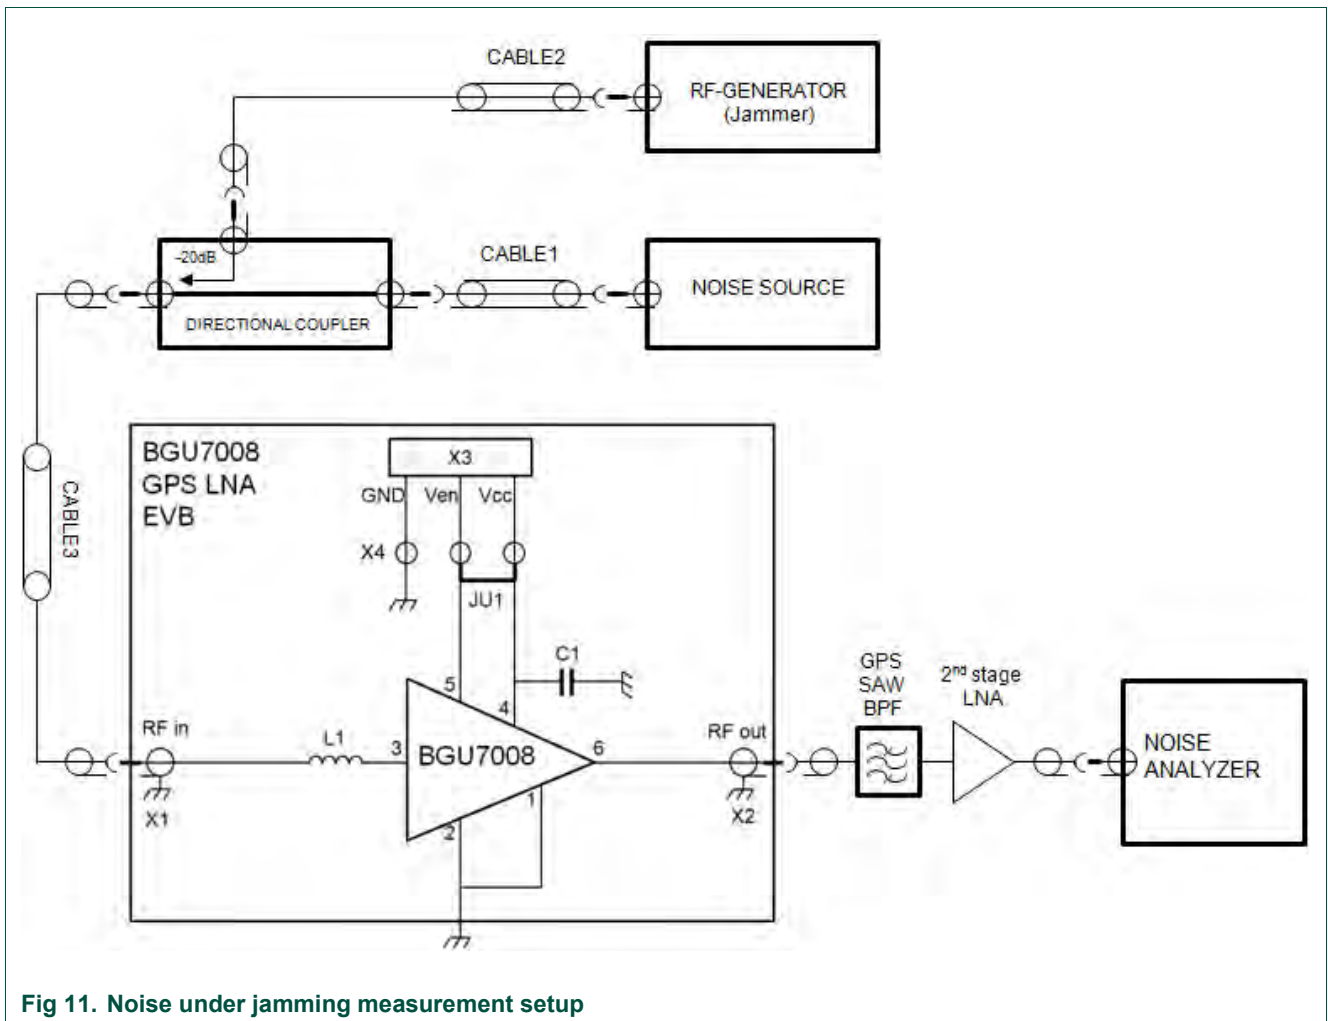 CABLE2
RF-GENERATOR
(Jammer)
-20dB
CABLE1
NOISE SOURCE
DIRECTIONAL COUPLER
BGU7008
GPS LNA
EVB
X3
GND
Ven
Vcc
CABLE3
X4
JU1
C1
5
4
GPS
SAW
BPF
2nd stage
LNA
RF in
L1
3
BGU7008
6
RF out
NOISE
ANALYZER
1
X1
2
X2
Fig 11. Noise under jamming measurement setup